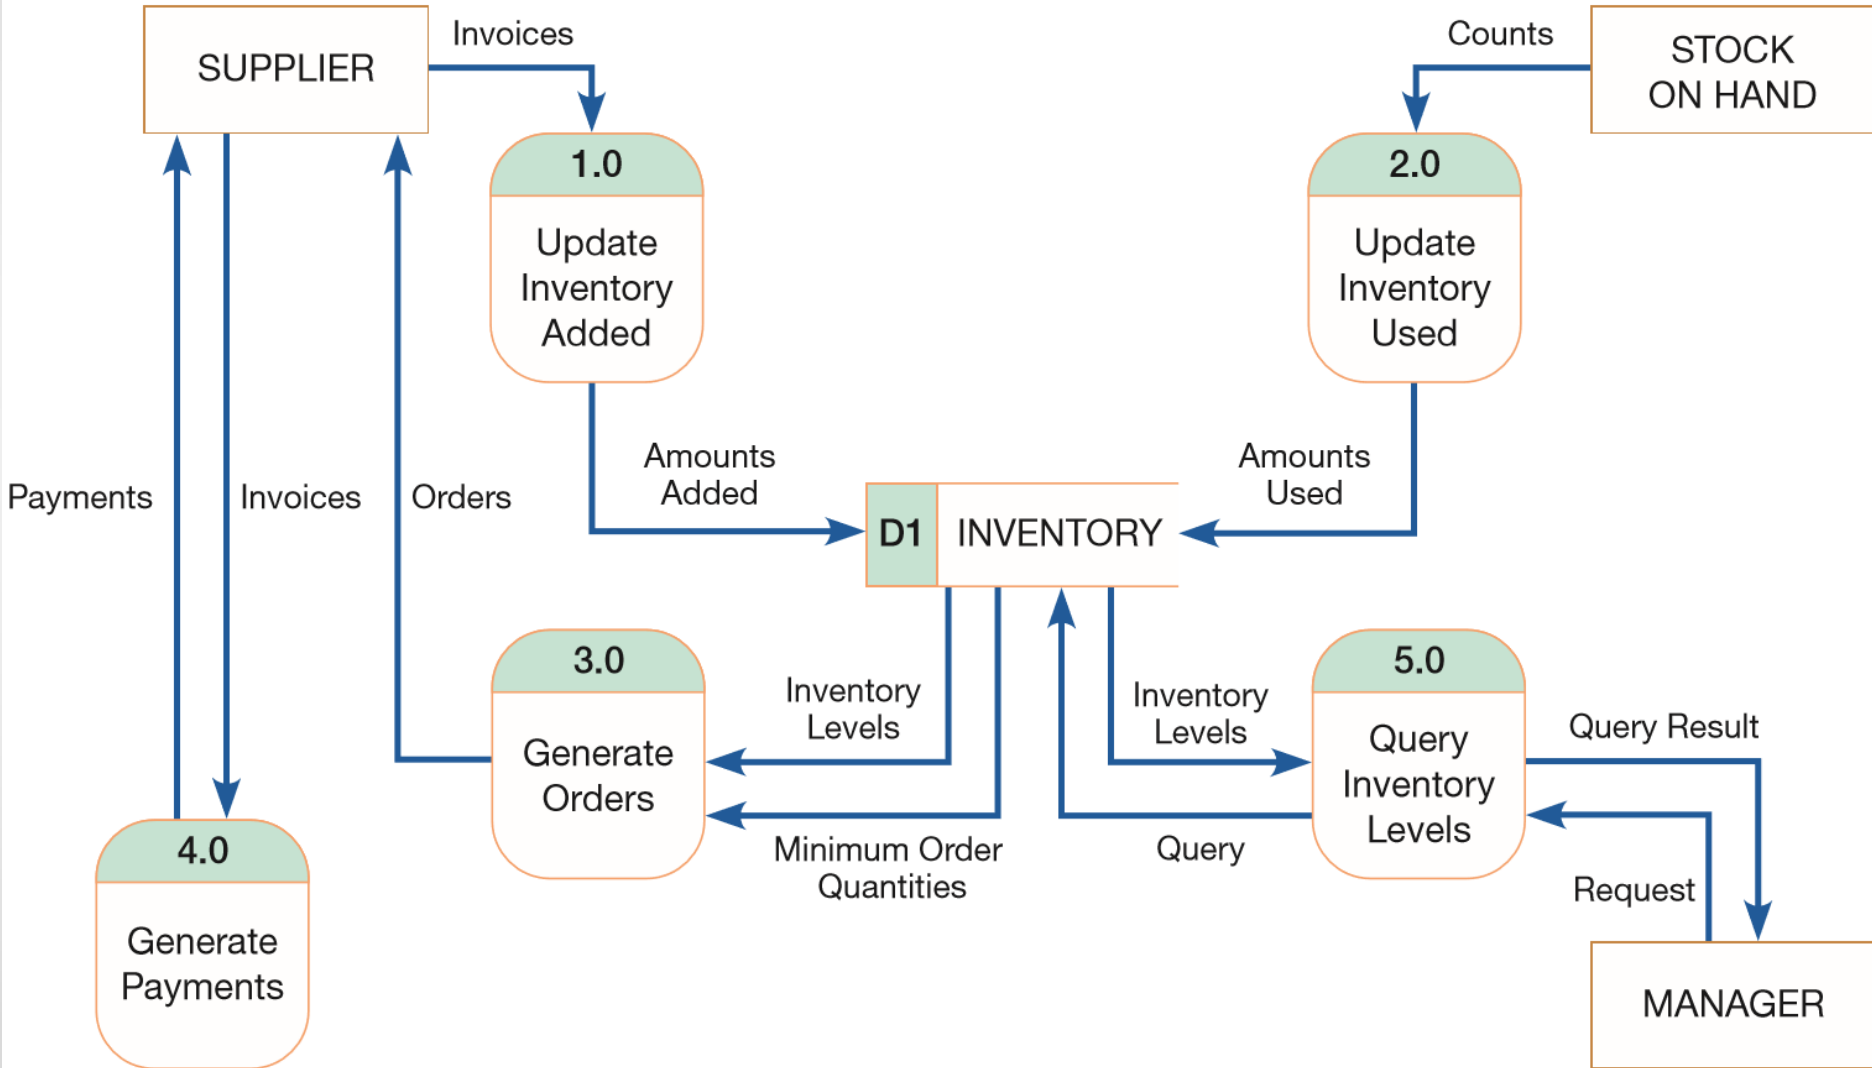 SUPPLIER
Invoices
Counts
STOCK
ON HAND
1.0
Update
Inventory
Added
2.0
Update
Inventory
Used
Payments
Invoices
Orders
Amounts
Added
Amounts
Used
D1
INVENTORY
3.0
Generate
Orders
Inventory
Levels
Minimum Order
Quantities
Inventory
Levels
Query
5.0
Query
Inventory
Levels
Query Result
Request
4.0
Generate
Payments
MANAGER